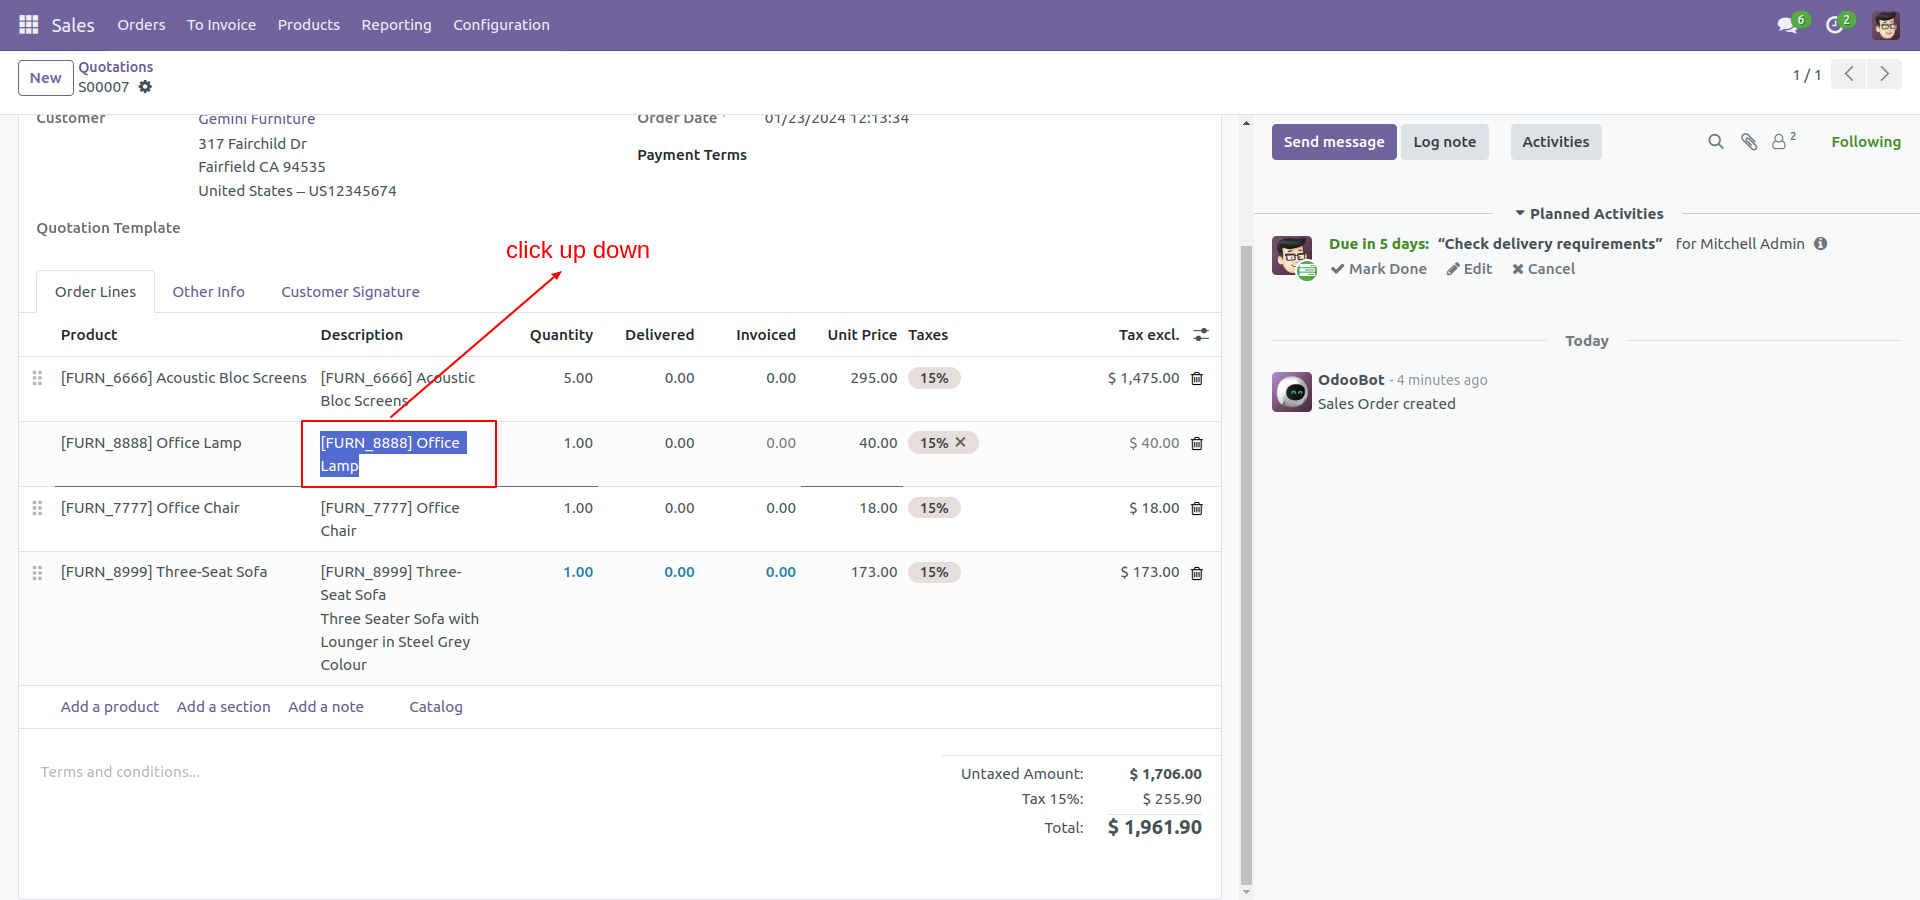 Sales Orders To Invoice Products Reporting Configuration 6 2
New Quotations
S00007
1 / 1
Customer Gemini Furniture Order Date ? 01/23/2024 12:13:34
317 Fairchild Dr
Fairfield CA 94535
United States – US12345674
Payment Terms
Quotation Template
click up down
Order Lines Other Info Customer Signature
Product Description Quantity Delivered Invoiced Unit Price Taxes Tax excl.
[FURN_6666] Acoustic Bloc Screens [FURN_6666] Acoustic 5.00 0.00 0.00 295.00 15% $ 1,475.00
Bloc Screens
[FURN_8888] Office Lamp [FURN_8888] Office 1.00 0.00 0.00 40.00 15% $ 40.00
Lamp
[FURN_7777] Office Chair [FURN_7777] Office 1.00 0.00 0.00 18.00 15% $ 18.00
Chair
[FURN_8999] Three-Seat Sofa [FURN_8999] Three- 1.00 0.00 0.00 173.00 15% $ 173.00
Seat Sofa
Three Seater Sofa with
Lounger in Steel Grey
Colour
Add a product Add a section Add a note Catalog
Terms and conditions...
Untaxed Amount: $ 1,706.00
Tax 15%: $ 255.90
Total: $ 1,961.90
Send message Log note Activities 2 Following
Planned Activities
Due in 5 days: “Check delivery requirements” for Mitchell Admin
Mark Done Edit Cancel
Today
OdooBot - 4 minutes ago
Sales Order created